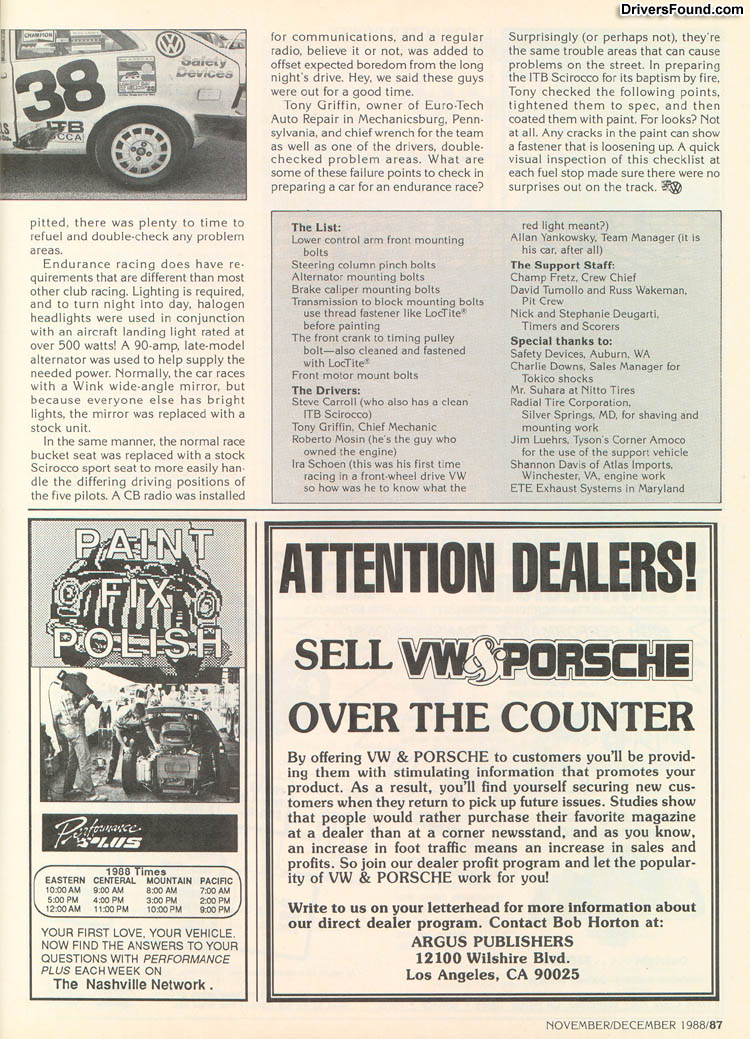 DriversFound.com
CHAMPION
Safety
Devices
38
ITB
SCCA
for communications, and a regular
radio, believe it or not, was added to
offset expected boredom from the long
night's drive. Hey, we said these guys
were out for a good time.
Tony Griffin, owner of Euro-Tech
Auto Repair in Mechanicsburg, Penn-
sylvania, and chief wrench for the team
as well as one of the drivers, double-
checked problem areas. What are
some of these failure points to check in
preparing a car for an endurance race?
Surprisingly (or perhaps not), they're
the same trouble areas that can cause
problems on the street. In preparing
the ITB Scirocco for its baptism by fire,
Tony checked the following points,
tightened them to spec, and then
coated them with paint. For looks? Not
at all. Any cracks in the paint can show
a fastener that is loosening up. A quick
visual inspection of this checklist at
each fuel stop made sure there were no
surprises out on the track.
pitted, there was plenty to time to
refuel and double-check any problem
areas.
Endurance racing does have re-
quirements that are different than most
other club racing. Lighting is required,
and to turn night into day, halogen
headlights were used in conjunction
with an aircraft landing light rated at
over 500 watts! A 90-amp, late-model
alternator was used to help supply the
needed power. Normally, the car races
with a Wink wide-angle mirror, but
because everyone else has bright
lights, the mirror was replaced with a
stock unit.
In the same manner, the normal race
bucket seat was replaced with a stock
Scirocco sport seat to more easily han-
dle the differing driving positions of
the five pilots. A CB radio was installed
The List:
Lower control arm front mounting
bolts
Steering column pinch bolts
Alternator mounting bolts
Brake caliper mounting bolts
Transmission to block mounting bolts
use thread fastener like LocTite®
before painting
The front crank to timing pulley
bolt—also cleaned and fastened
with LocTite®
Front motor mount bolts
The Drivers:
Steve Carroll (who also has a clean
ITB Scirocco)
Tony Griffin, Chief Mechanic
Roberto Mosin (he's the guy who
owned the engine)
Ira Schoen (this was his first time
racing in a front-wheel drive VW
so how was he to know what the
red light meant?)
Allan Yankowsky, Team Manager (it is
his car, after all)
The Support Staff:
Champ Fretz, Crew Chief
David Tumollo and Russ Wakeman,
Pit Crew
Nick and Stephanie Deugarti,
Timers and Scorers
Special thanks to:
Safety Devices, Auburn, WA
Charlie Downs, Sales Manager for
Tokico shocks
Mr. Suhara at Nitto Tires
Radial Tire Corporation,
Silver Springs, MD, for shaving and
mounting work
Jim Luehrs, Tyson's Corner Amoco
for the use of the support vehicle
Shannon Davis of Atlas Imports,
Winchester, VA, engine work
ETE Exhaust Systems in Maryland
PAINT
FIX
POLISH
Performance
PLUS
1988 Times
EASTERN CENTRAL MOUNTAIN PACIFIC
10:00 AM 9:00 AM 8:00 AM 7:00 AM
5:00 PM 4:00 PM 3:00 PM 2:00 PM
12:00 AM 11:00 PM 10:00 PM 9:00 PM
YOUR FIRST LOVE, YOUR VEHICLE.
NOW FIND THE ANSWERS TO YOUR
QUESTIONS WITH PERFORMANCE
PLUS EACH WEEK ON
The Nashville Network.
ATTENTION DEALERS!
SELL VW & PORSCHE
OVER THE COUNTER
By offering VW & PORSCHE to customers you'll be provid-
ing them with stimulating information that promotes your
product. As a result, you'll find yourself securing new cus-
tomers when they return to pick up future issues. Studies show
that people would rather purchase their favorite magazine
at a dealer than at a corner newsstand, and as you know,
an increase in foot traffic means an increase in sales and
profits. So join our dealer profit program and let the popular-
ity of VW & PORSCHE work for you!
Write to us on your letterhead for more information about
our direct dealer program. Contact Bob Horton at:
ARGUS PUBLISHERS
12100 Wilshire Blvd.
Los Angeles, CA 90025
NOVEMBER/DECEMBER 1988/87